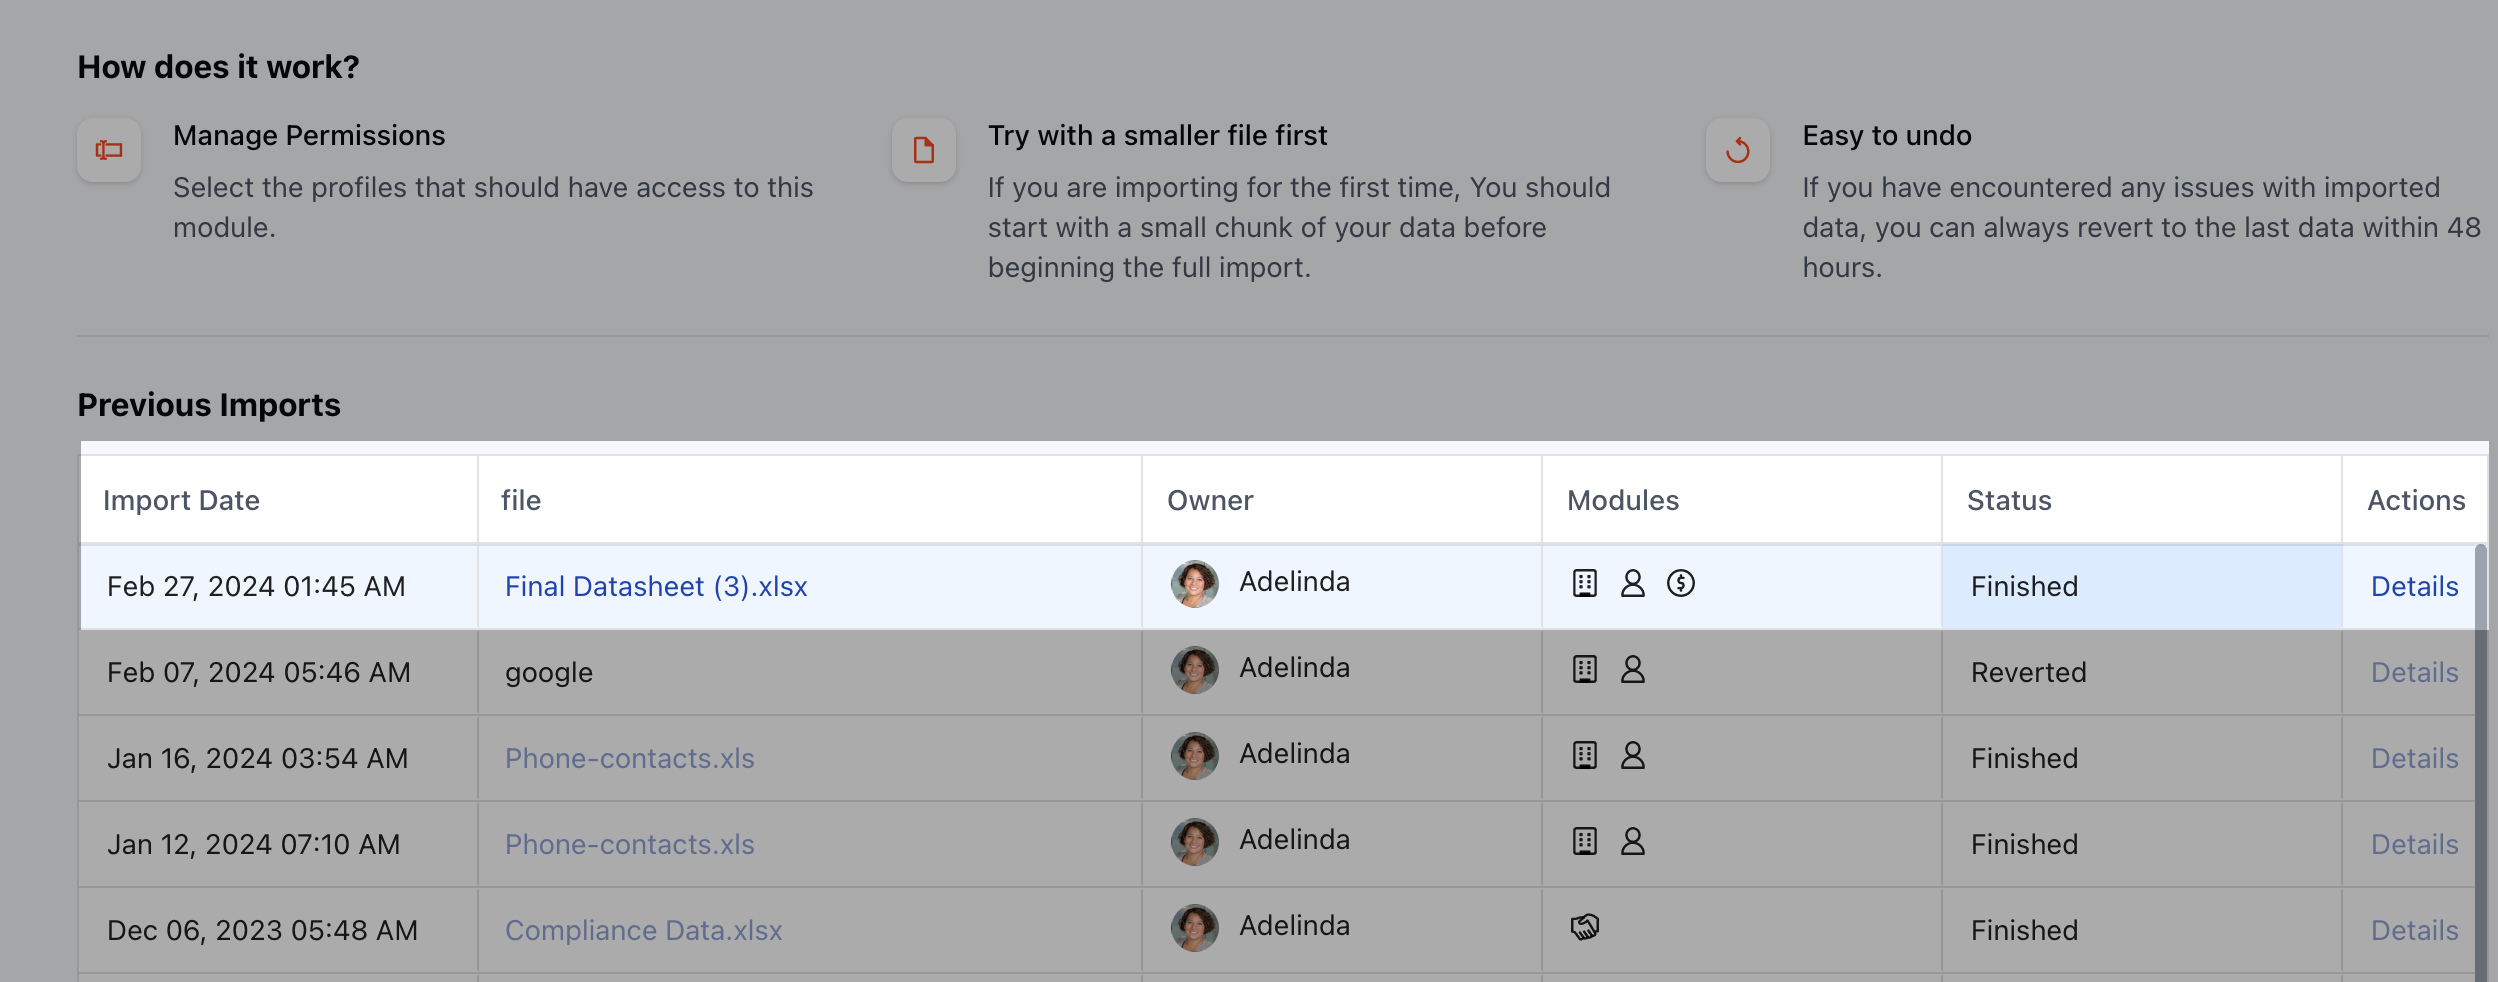 How does it work?
Manage Permissions
Select the profiles that should have access to this
module.
Try with a smaller file first
If you are importing for the first time, You should
start with a small chunk of your data before
beginning the full import.
Easy to undo
If you have encountered any issues with imported
data, you can always revert to the last data within 48
hours.
Previous Imports
Import Date file Owner Modules Status Actions
Feb 27, 2024 01:45 AM Final Datasheet (3).xlsx Adelinda Finished Details
Feb 07, 2024 05:46 AM google Adelinda Reverted Details
Jan 16, 2024 03:54 AM Phone-contacts.xls Adelinda Finished Details
Jan 12, 2024 07:10 AM Phone-contacts.xls Adelinda Finished Details
Dec 06, 2023 05:48 AM Compliance Data.xlsx Adelinda Finished Details